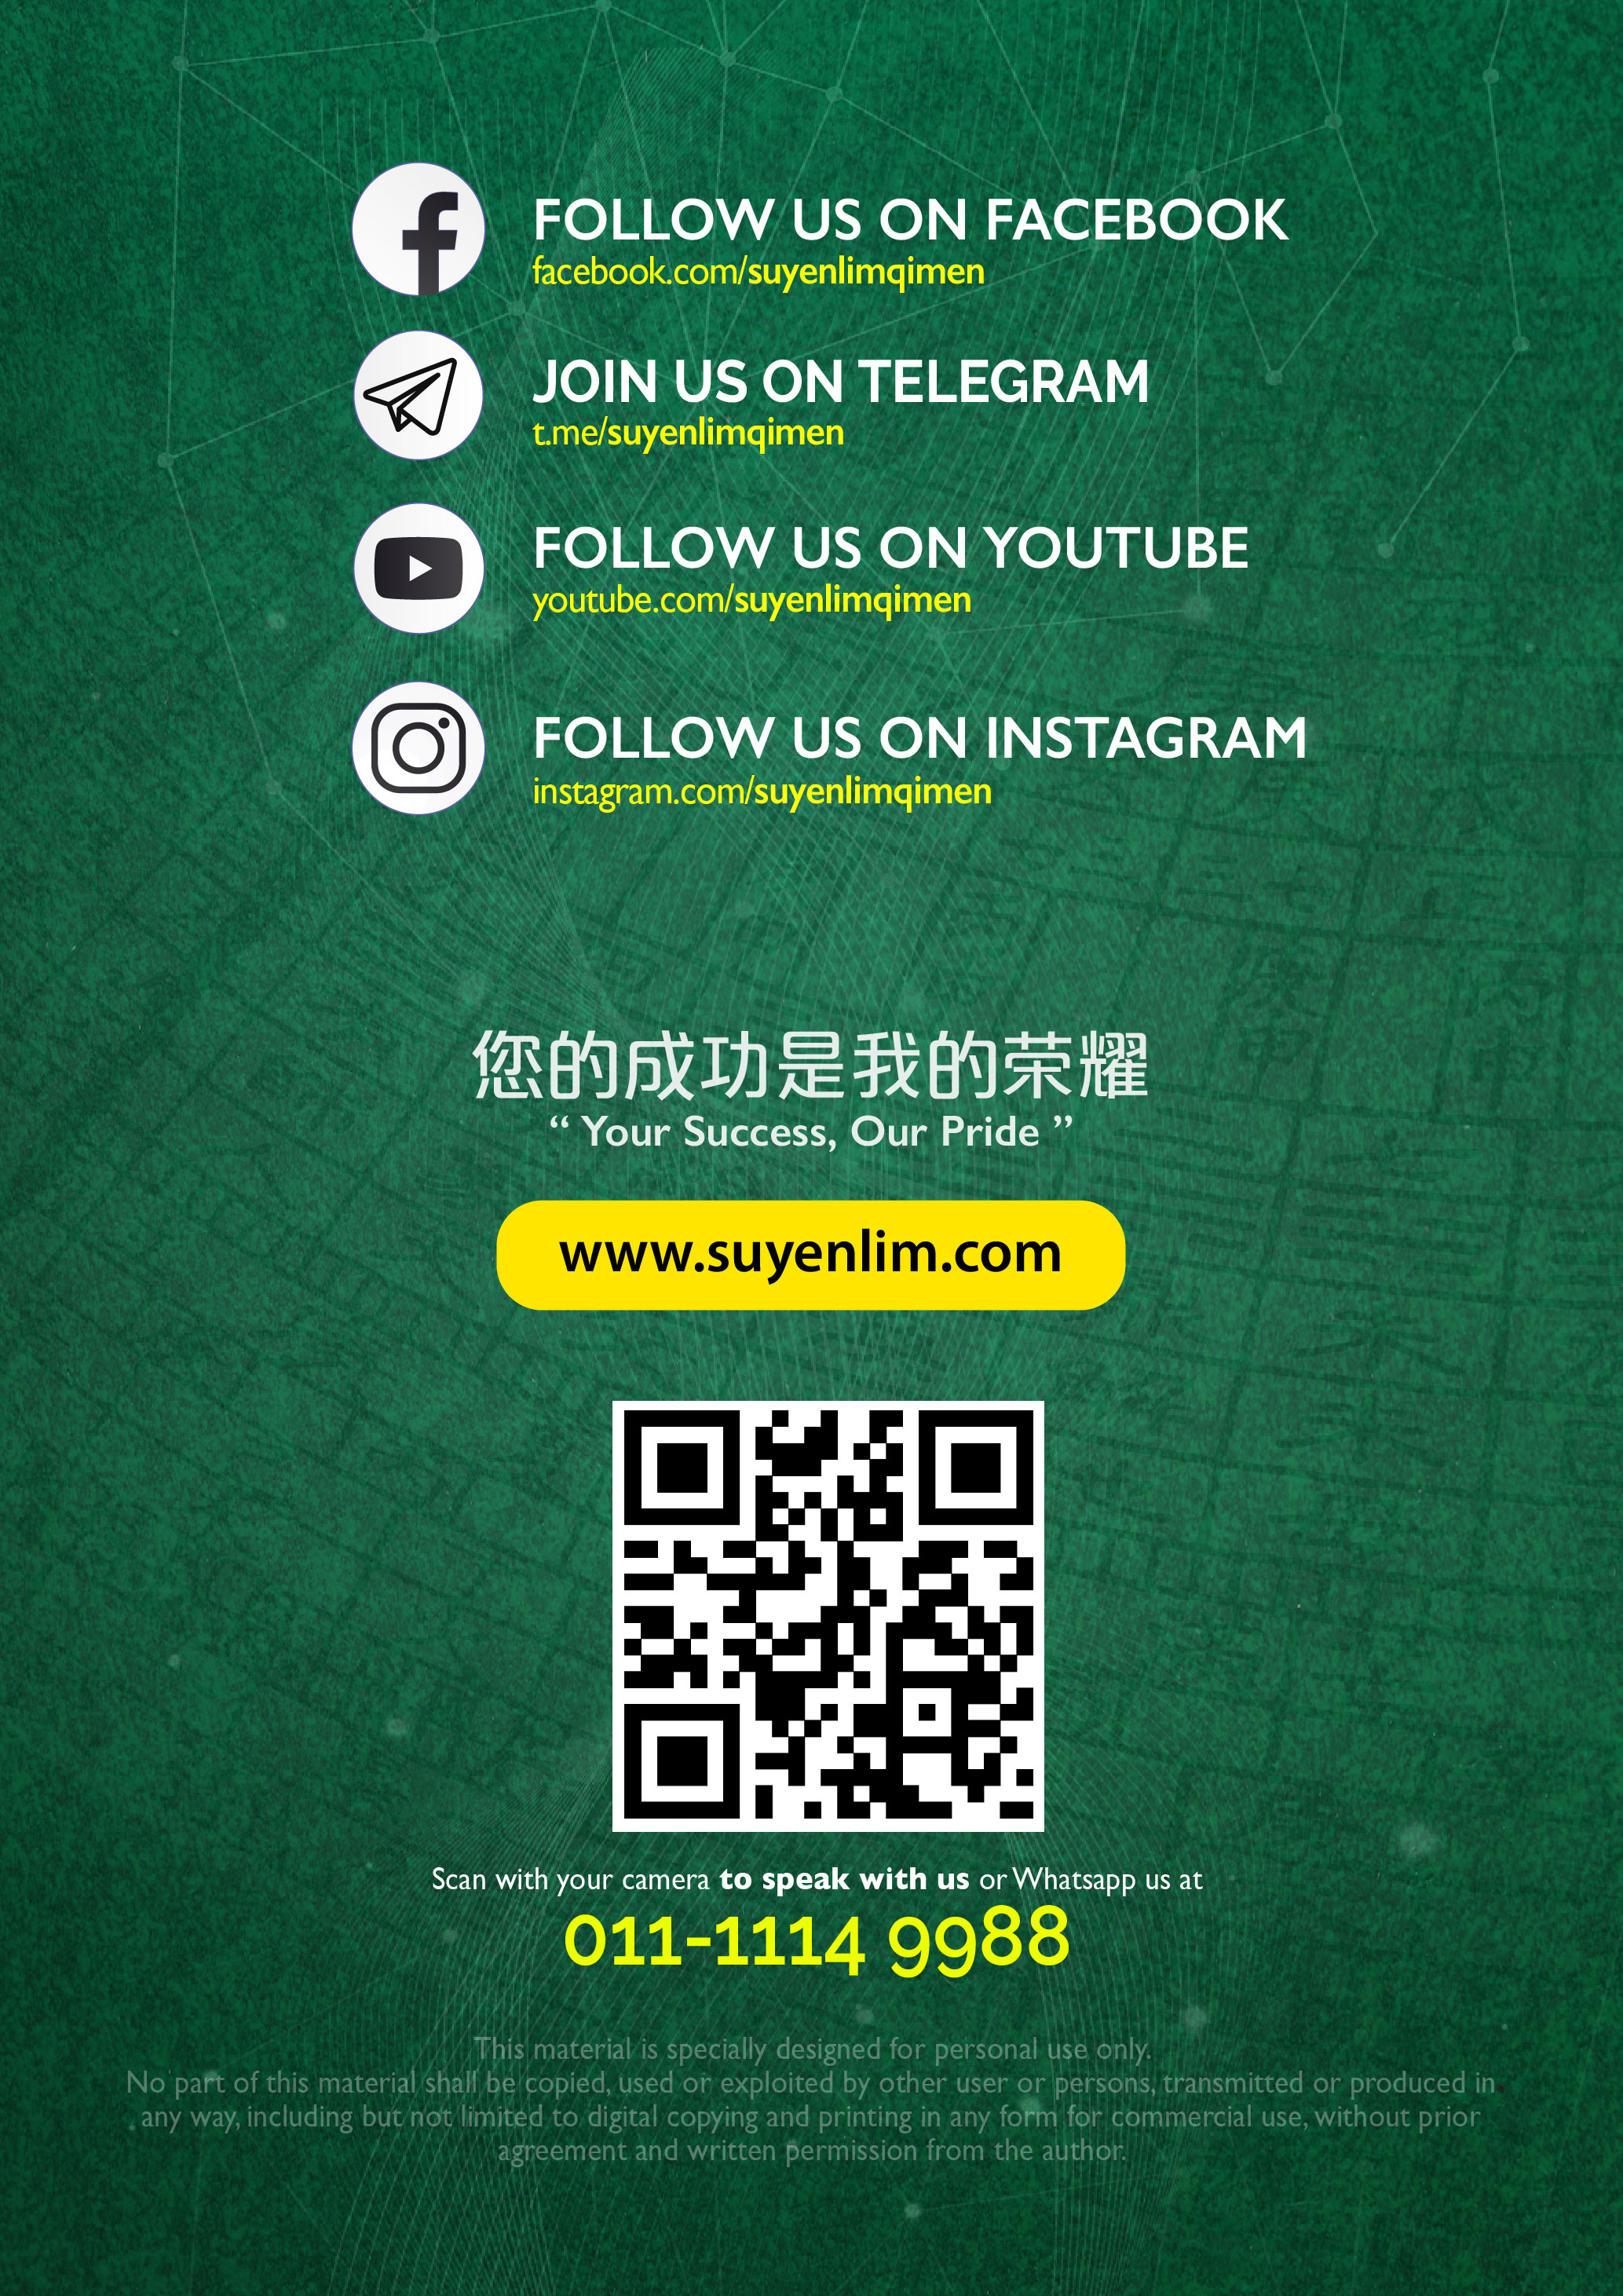 FOLLOW US ON FACEBOOK
facebook.com/suyenlimqimen
JOIN US ON TELEGRAM
t.me/suyenlimqimen
FOLLOW US ON YOUTUBE
youtube.com/suyenlimqimen
FOLLOW US ON INSTAGRAM
instagram.com/suyenlimqimen
您的成功是我的荣耀
“ Your Success, Our Pride ”
www.suyenlim.com
Scan with your camera to speak with us or Whatsapp us at
011-1114 9988
This material is specially designed for personal use only.
No part of this material shall be copied, used or exploited by other user or persons, transmitted or produced in
any way, including but not limited to digital copying and printing in any form for commercial use, without prior
agreement and written permission from the author.